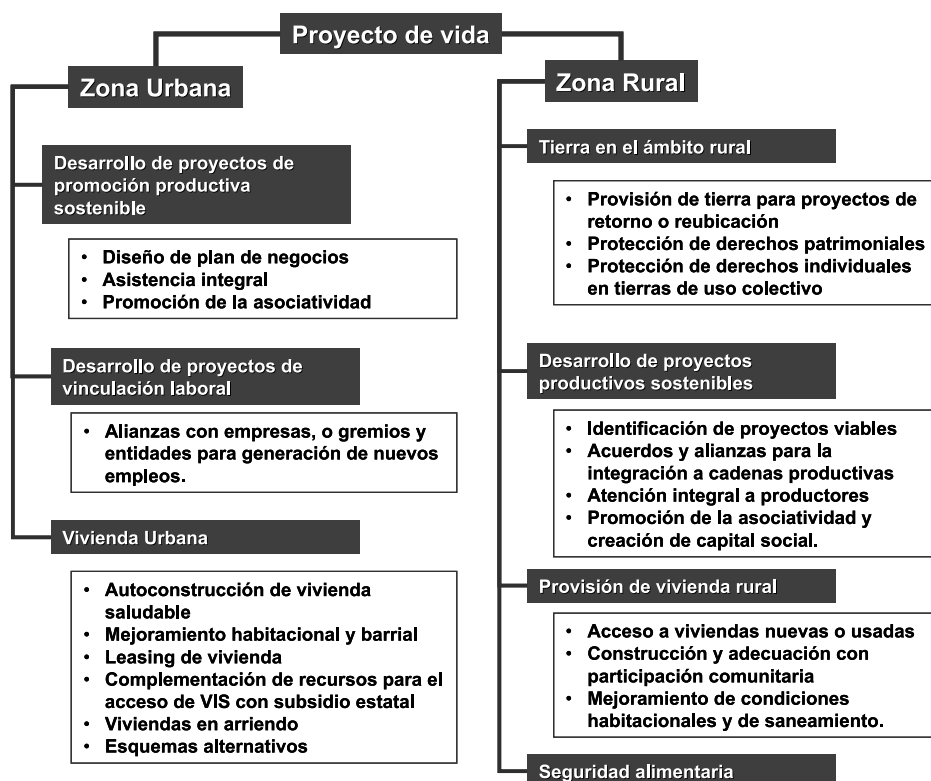 Proyecto de vida
Zona Urbana
Desarrollo de proyectos de
promoción productiva
sostenible
• Diseño de plan de negocios
• Asistencia integral
• Promoción de la asociatividad
Desarrollo de proyectos de
vinculación laboral
• Alianzas con empresas, o gremios y
entidades para generación de nuevos
empleos.
Vivienda Urbana
• Autoconstrucción de vivienda
saludable
• Mejoramiento habitacional y barrial
• Leasing de vivienda
• Complementación de recursos para el
acceso de VIS con subsidio estatal
• Viviendas en arriendo
• Esquemas alternativos
Zona Rural
Tierra en el ámbito rural
• Provisión de tierra para proyectos de
retorno o reubicación
• Protección de derechos patrimoniales
• Protección de derechos individuales
en tierras de uso colectivo
Desarrollo de proyectos
productivos sostenibles
• Identificación de proyectos viables
• Acuerdos y alianzas para la
integración a cadenas productivas
• Atención integral a productores
• Promoción de la asociatividad y
creación de capital social.
Provisión de vivienda rural
• Acceso a viviendas nuevas o usadas
• Construcción y adecuación con
participación comunitaria
• Mejoramiento de condiciones
habitacionales y de saneamiento.
Seguridad alimentaria